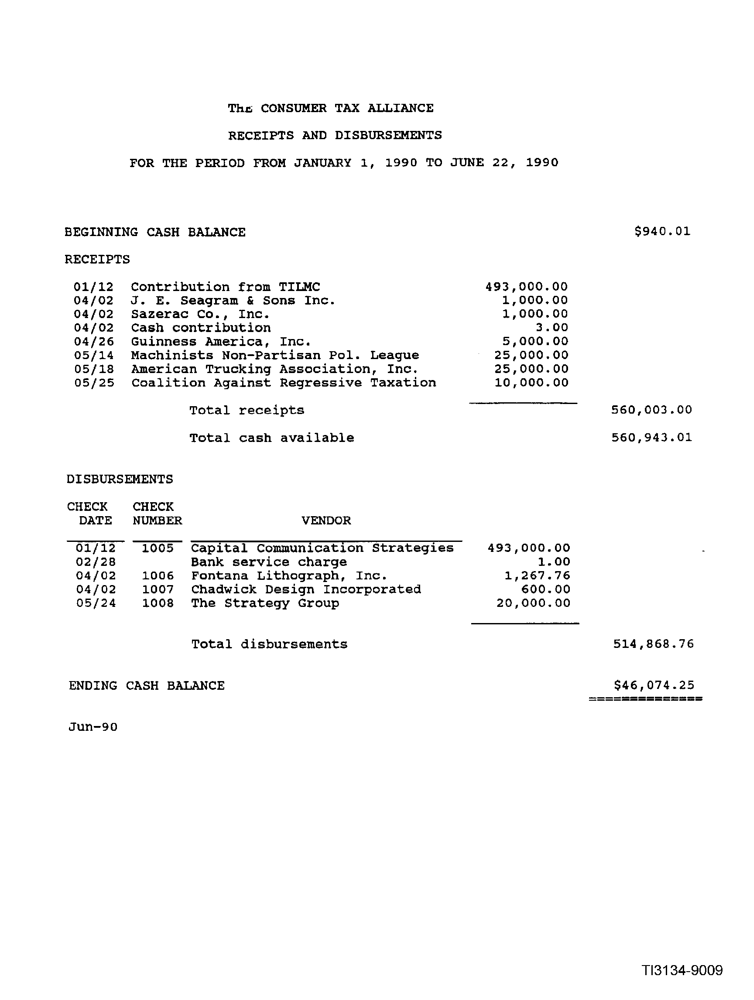 The CONSUMER TAX ALLIANCE
RECEIPTS AND DISBURSEMENTS
FOR THE PERIOD FROM JANUARY 1, 1990 TO JUNE 22, 1990
BEGINNING CASH BALANCE $940.01
RECEIPTS
01/12 Contribution from TILMC 493,000.00
04/02 J. E. Seagram & Sons Inc. 1,000.00
04/02 Sazerac Co., Inc. 1,000.00
04/02 Cash contribution 3.00
04/26 Guinness America, Inc. 5,000.00
05/14 Machinists Non-Partisan Pol. League 25,000.00
05/18 American Trucking Association, Inc. 25,000.00
05/25 Coalition Against Regressive Taxation 10,000.00
Total receipts 560,003.00
Total cash available 560,943.01
DISBURSEMENTS
CHECK CHECK
DATE NUMBER VENDOR
01/12 1005 Capital Communication Strategies 493,000.00
02/28 Bank service charge 1.00
04/02 1006 Fontana Lithograph, Inc. 1,267.76
04/02 1007 Chadwick Design Incorporated 600.00
05/24 1008 The Strategy Group 20,000.00
Total disbursements 514,868.76
ENDING CASH BALANCE $46,074.25
==============
Jun-90
TI3134-9009